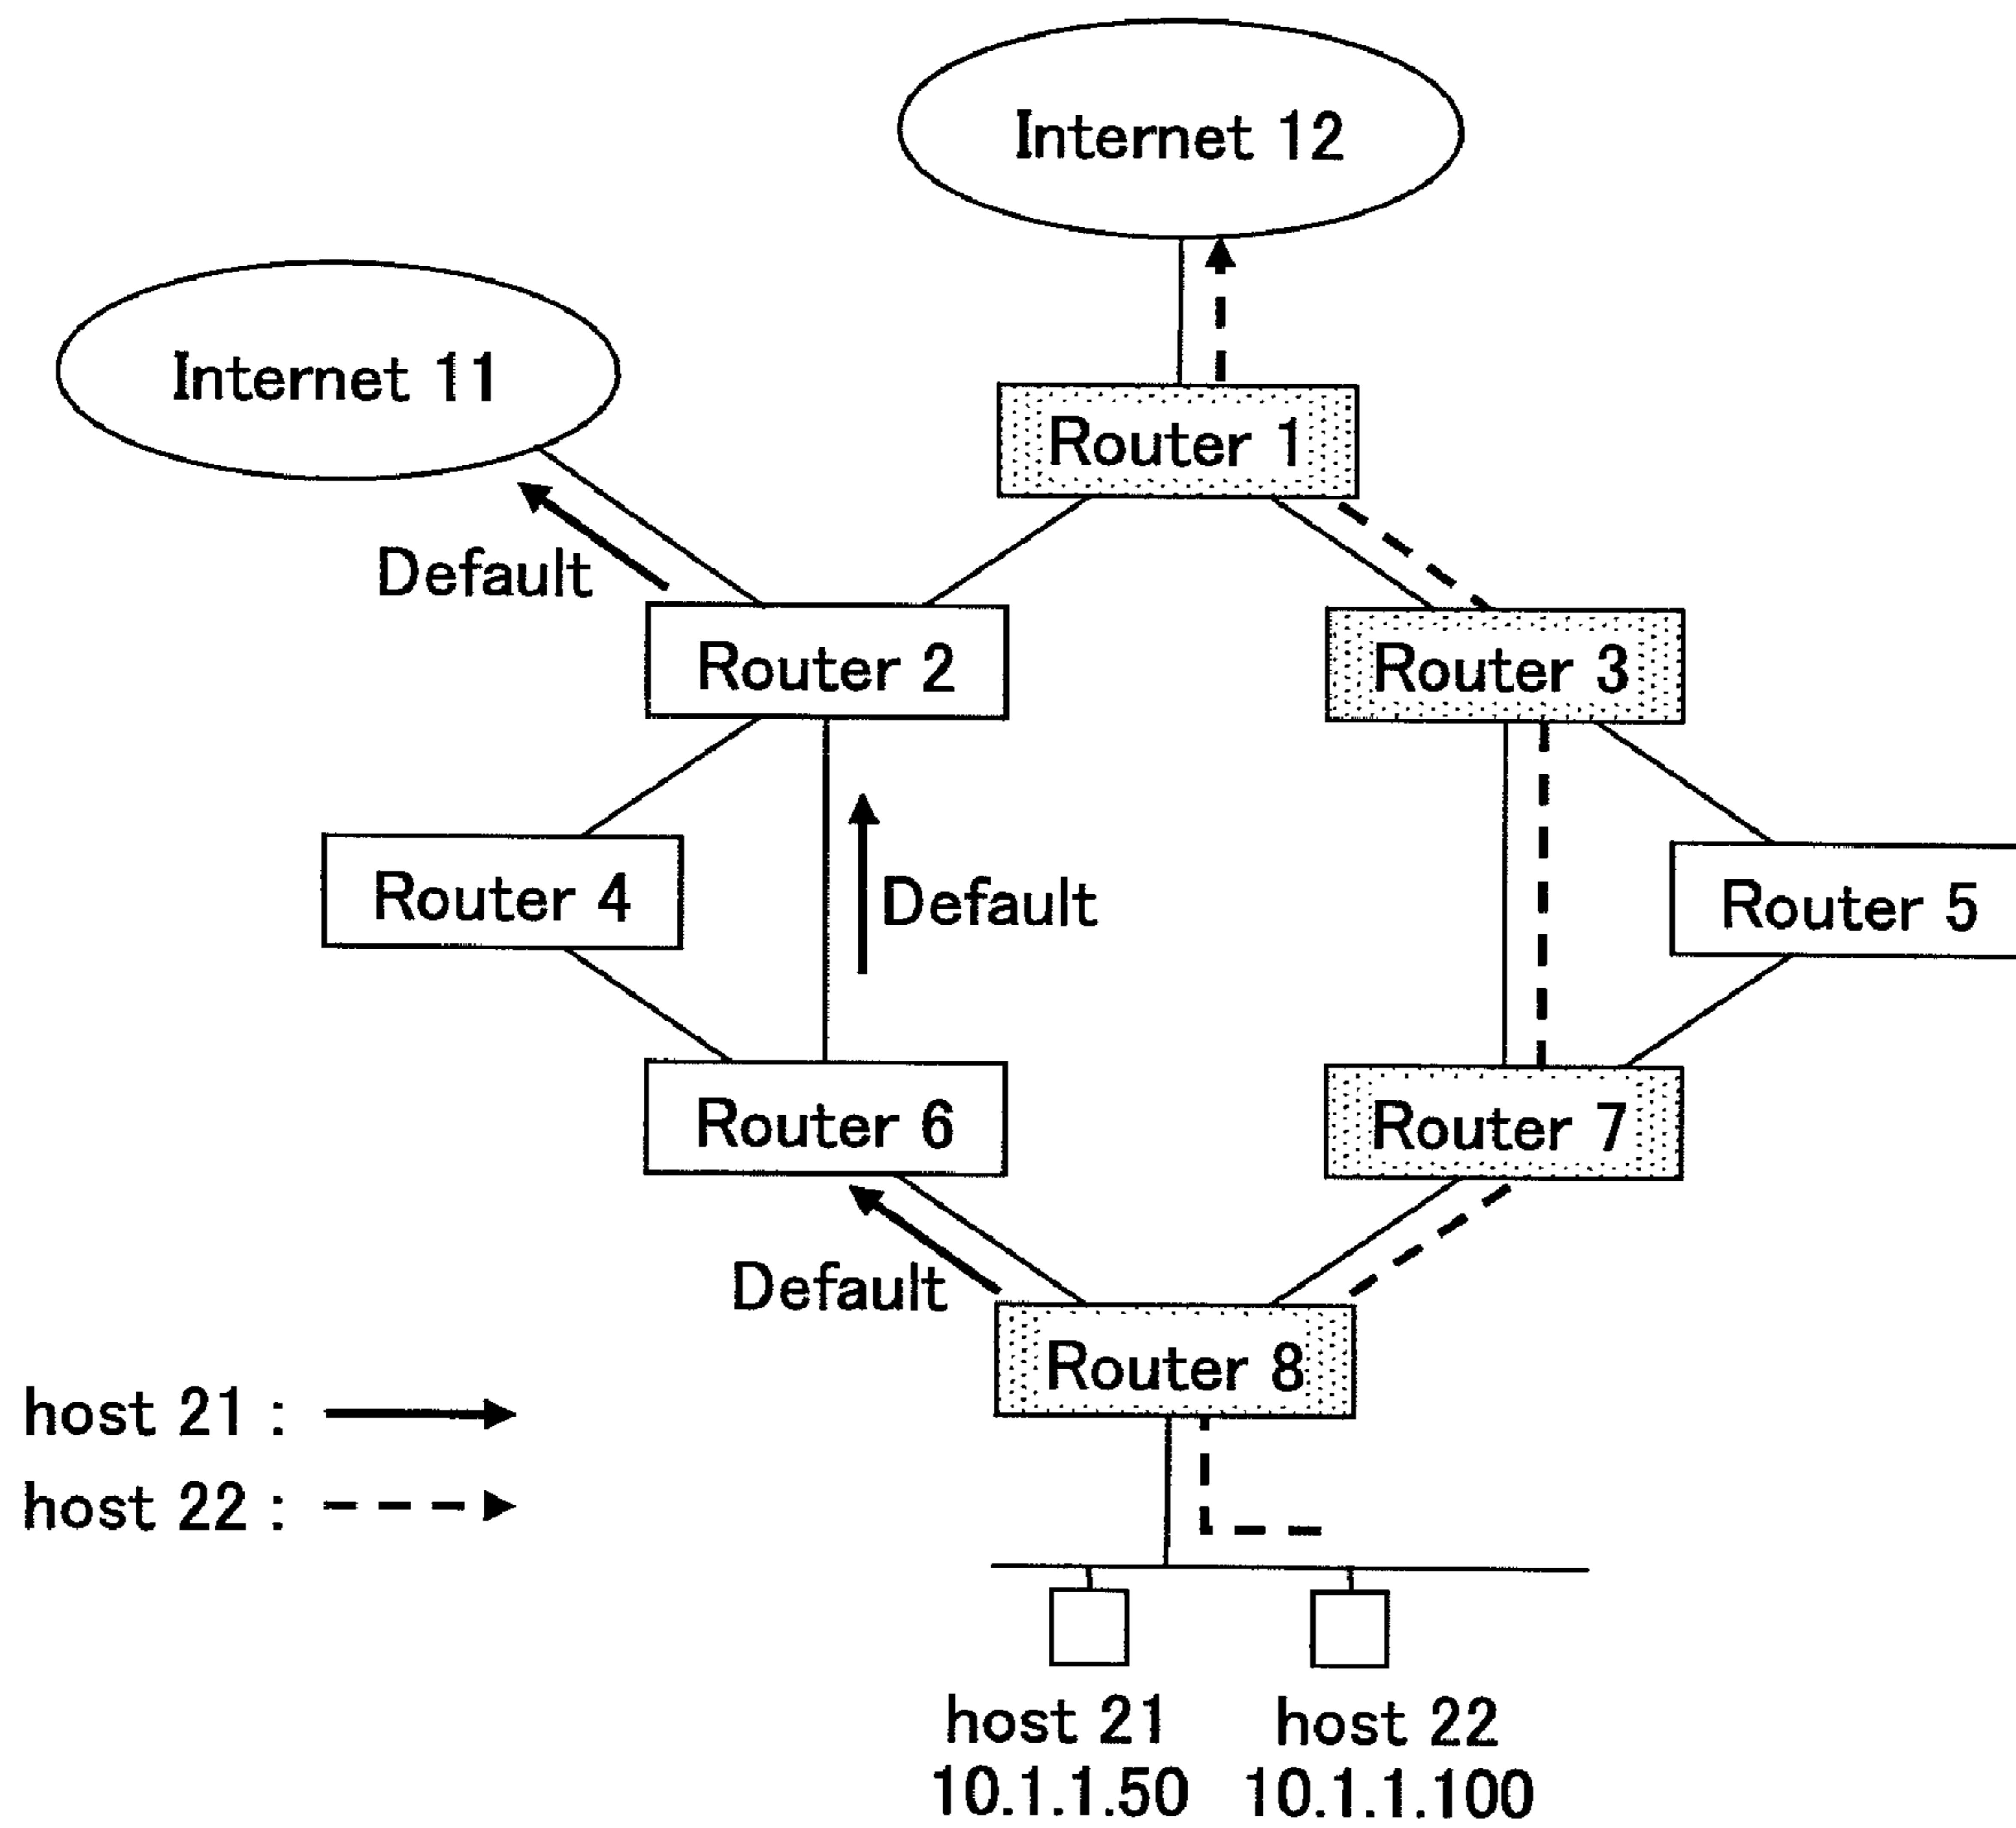 Internet 12
Internet 11
Router 1
Default
Router 2
Router 3
Router 4
Default
Router 5
Router 6
Router 7
Default
Router 8
host 21 :
host 22 :
host 21
10.1.1.50
host 22
10.1.1.100